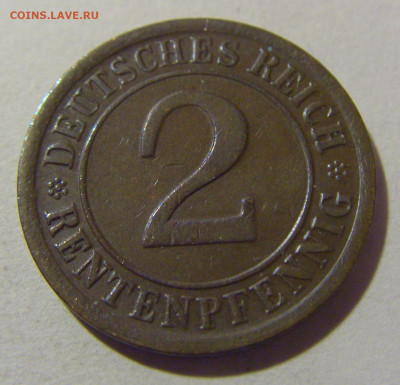 COINS.LAVE.RU
DEUTSCHES REICH
2
* RENTENPFENNIG *